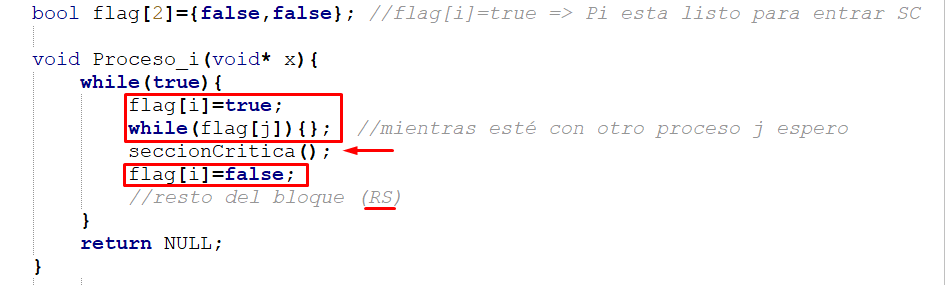 bool flag[2]={false,false}; //flag[i]=true => Pi esta listo para entrar SC
void Proceso_i(void* x){
while(true){
flag[i]=true;
while(flag[j]){}; //mientras esté con otro proceso j espero
seccionCritica();
flag[i]=false;
//resto del bloque (RS)
}
return NULL;
}